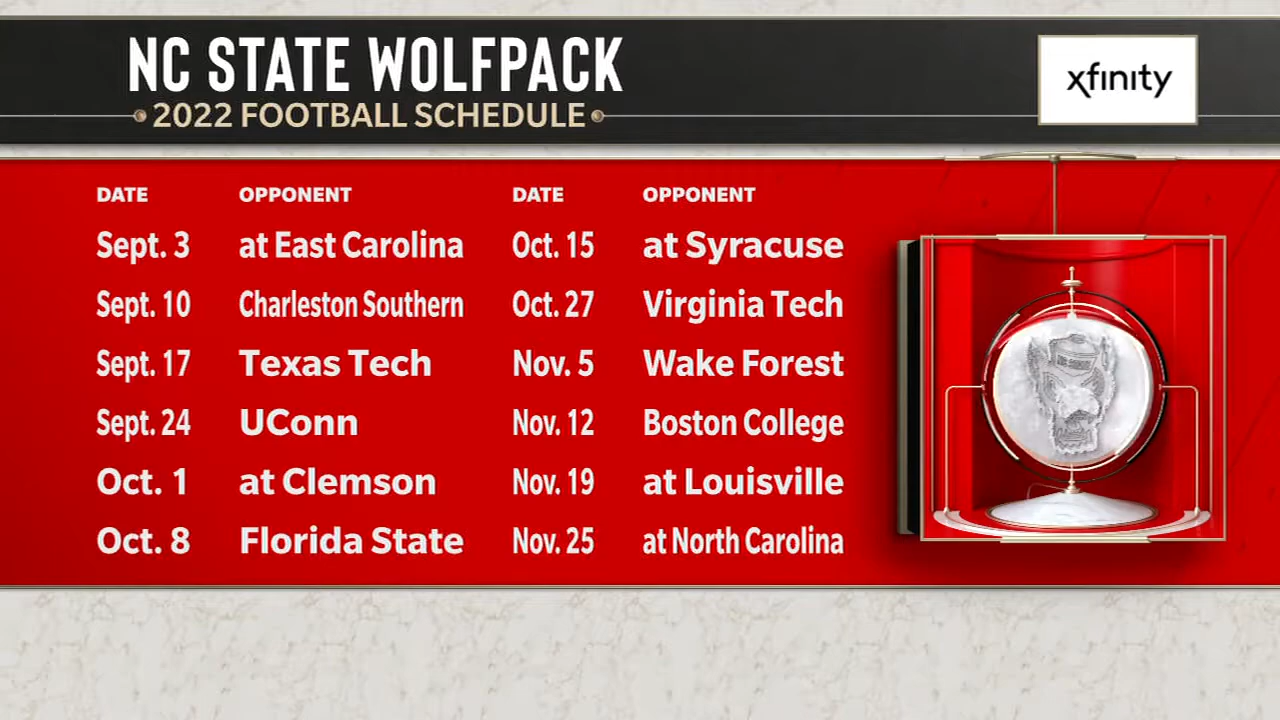 NC STATE WOLFPACK
2022 FOOTBALL SCHEDULE
xfinity
DATE OPPONENT DATE OPPONENT
Sept. 3 at East Carolina Oct. 15 at Syracuse
Sept. 10 Charleston Southern Oct. 27 Virginia Tech
Sept. 17 Texas Tech Nov. 5 Wake Forest
Sept. 24 UConn Nov. 12 Boston College
Oct. 1 at Clemson Nov. 19 at Louisville
Oct. 8 Florida State Nov. 25 at North Carolina